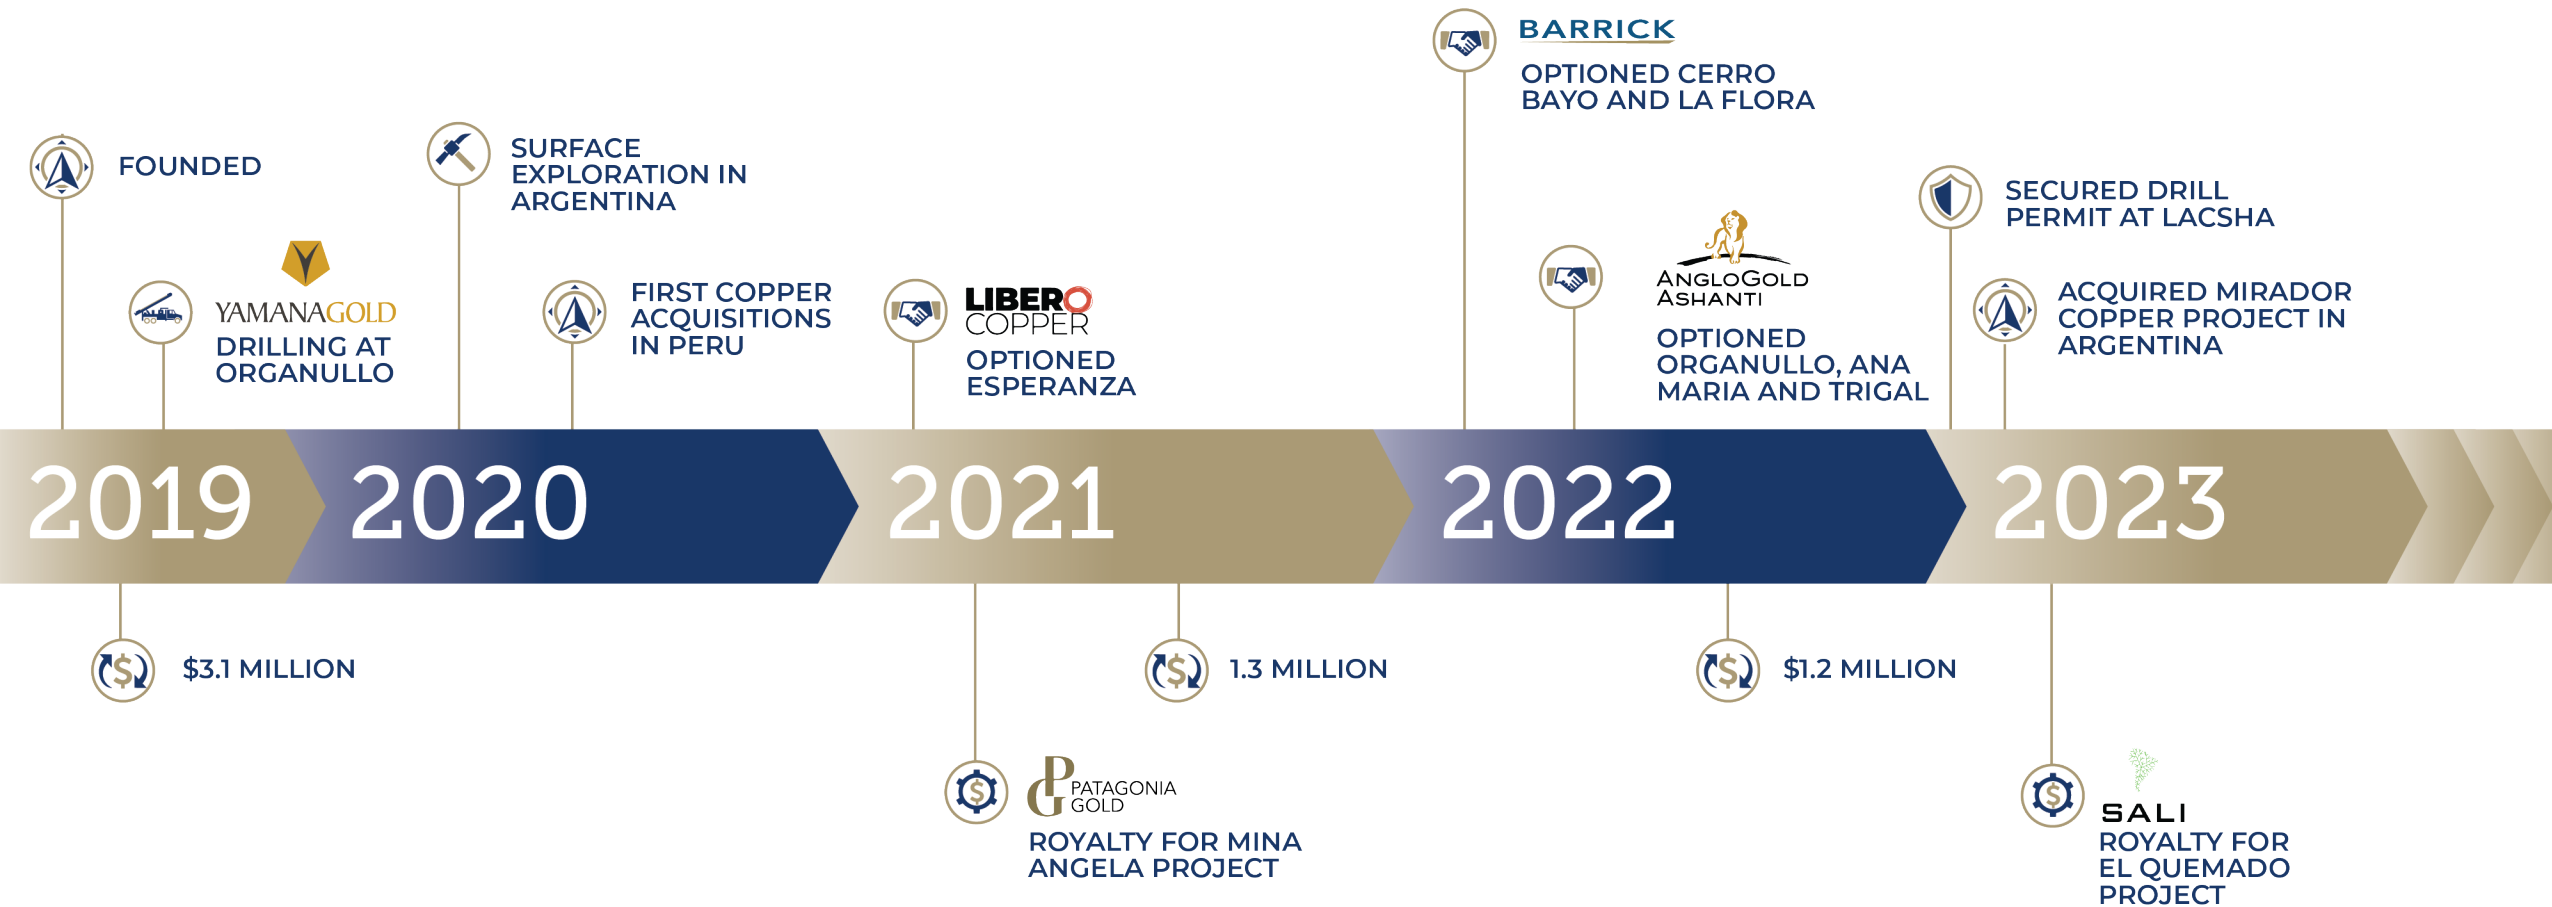 FOUNDED
YAMANAGOLD
DRILLING AT
ORGANULLO
SURFACE
EXPLORATION IN
ARGENTINA
FIRST COPPER
ACQUISITIONS
IN PERU
LIBERO
COPPER
OPTIONED
ESPERANZA
BARRICK
OPTIONED CERRO
BAYO AND LA FLORA
ANGLOGOLD
ASHANTI
OPTIONED
ORGANULLO, ANA
MARIA AND TRIGAL
SECURED DRILL
PERMIT AT LACSHA
ACQUIRED MIRADOR
COPPER PROJECT IN
ARGENTINA
2019 2020 2021 2022 2023
$3.1 MILLION
PG
PATAGONIA
GOLD
ROYALTY FOR MINA
ANGELA PROJECT
1.3 MILLION
$1.2 MILLION
SALI
ROYALTY FOR
EL QUEMADO
PROJECT